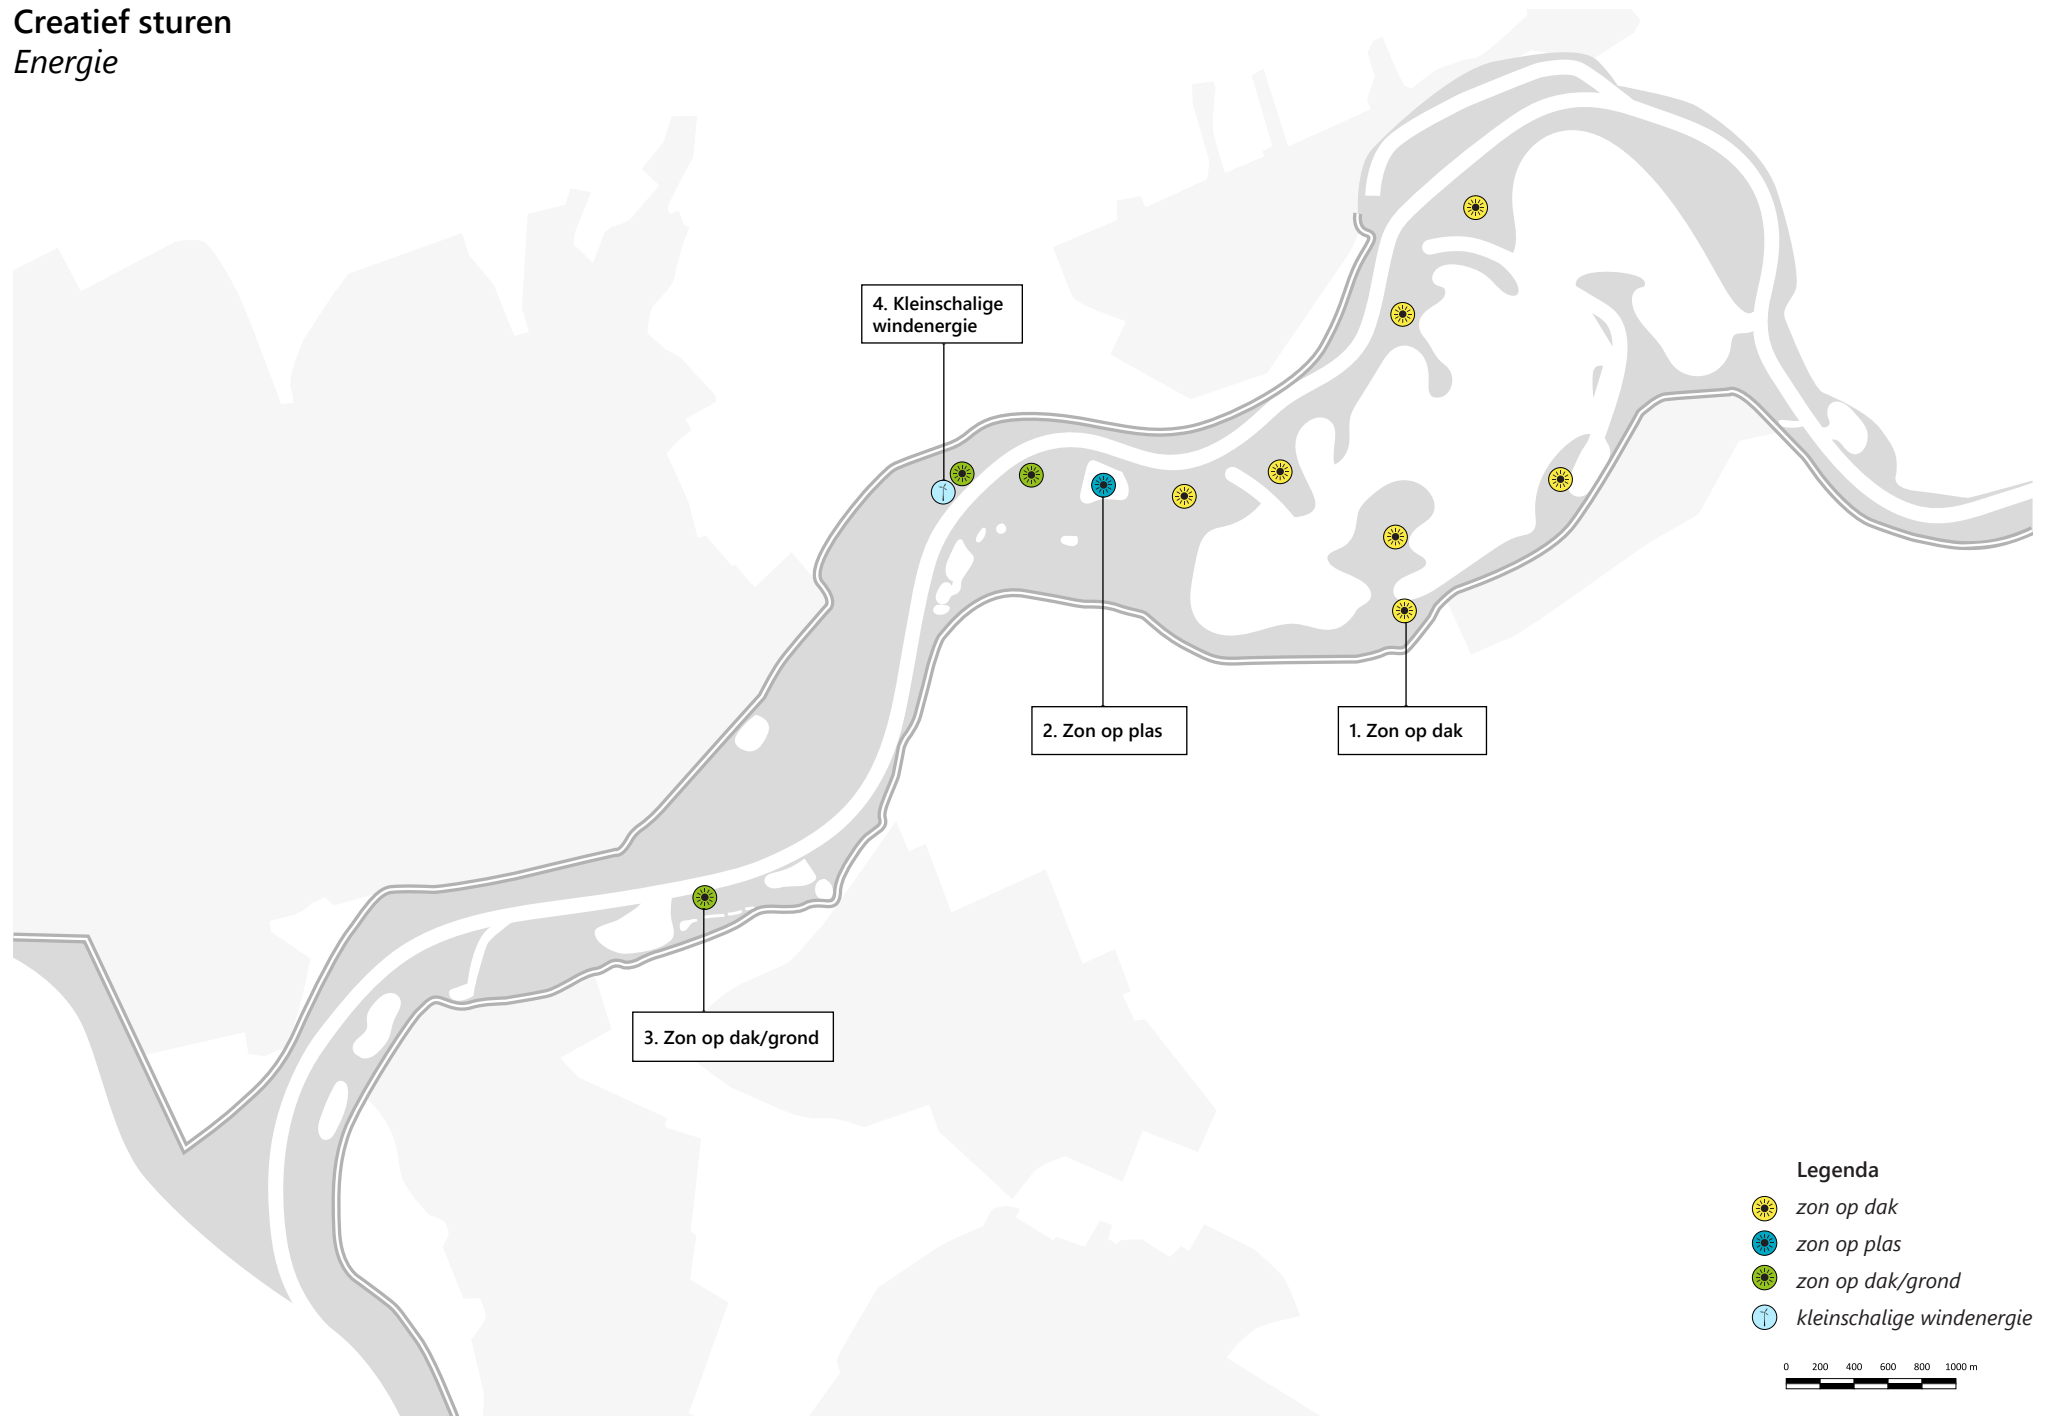 Creatief sturen
Energie
4. Kleinschalige
windenergie
2. Zon op plas
1. Zon op dak
3. Zon op dak/grond
Legenda
zon op dak
zon op plas
zon op dak/grond
kleinschalige windenergie
0 200 400 600 800 1000 m